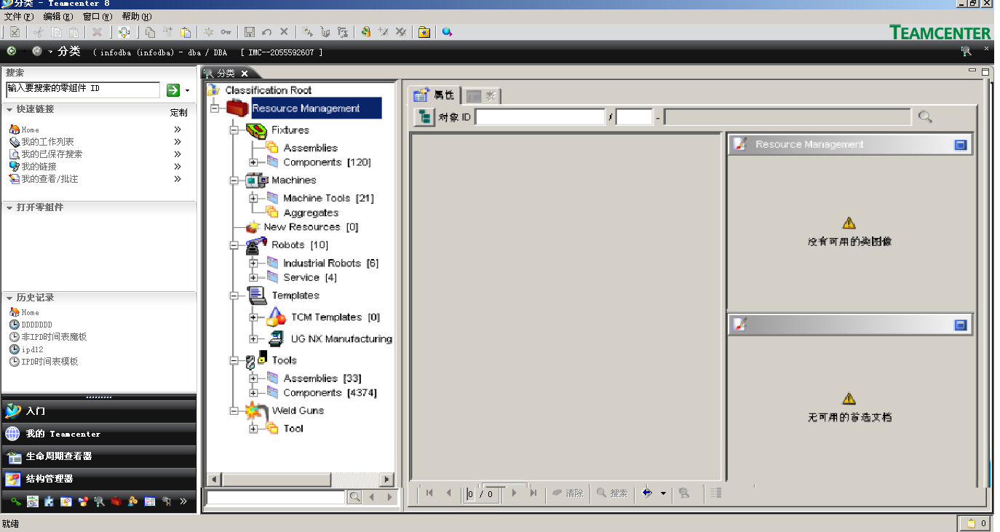 分类 - Teamcenter 8
文件(F) 编辑(E) 窗口(W) 帮助(H)
TEAMCENTER
分类 ( infodba (infodba) - dba / DBA [ IMC--2055592607 ]
搜索
输入要搜索的零组件 ID
快速链接
定制
Home
我的工作列表
我的已保存搜索
我的链接
我的查看/批注
打开零组件
历史记录
Home
DDDDDDD
非IPD时间表魔板
ipd12
IPD时间表模板
入门
我的 Teamcenter
生命周期查看器
结构管理器
就绪
分类
Classification Root
Resource Management
Fixtures
Assemblies
Components [120]
Machines
Machine Tools [21]
Aggregates
New Resources [0]
Robots [10]
Industrial Robots [6]
Service [4]
Templates
TCM Templates [0]
UG NX Manufacturing
Tools
Assemblies [33]
Components [4374]
Weld Guns
Tool
属性 表
对象 ID / -
Resource Management
没有可用的类图像
无可用的首选文档
0 / 0 清除 搜索
0